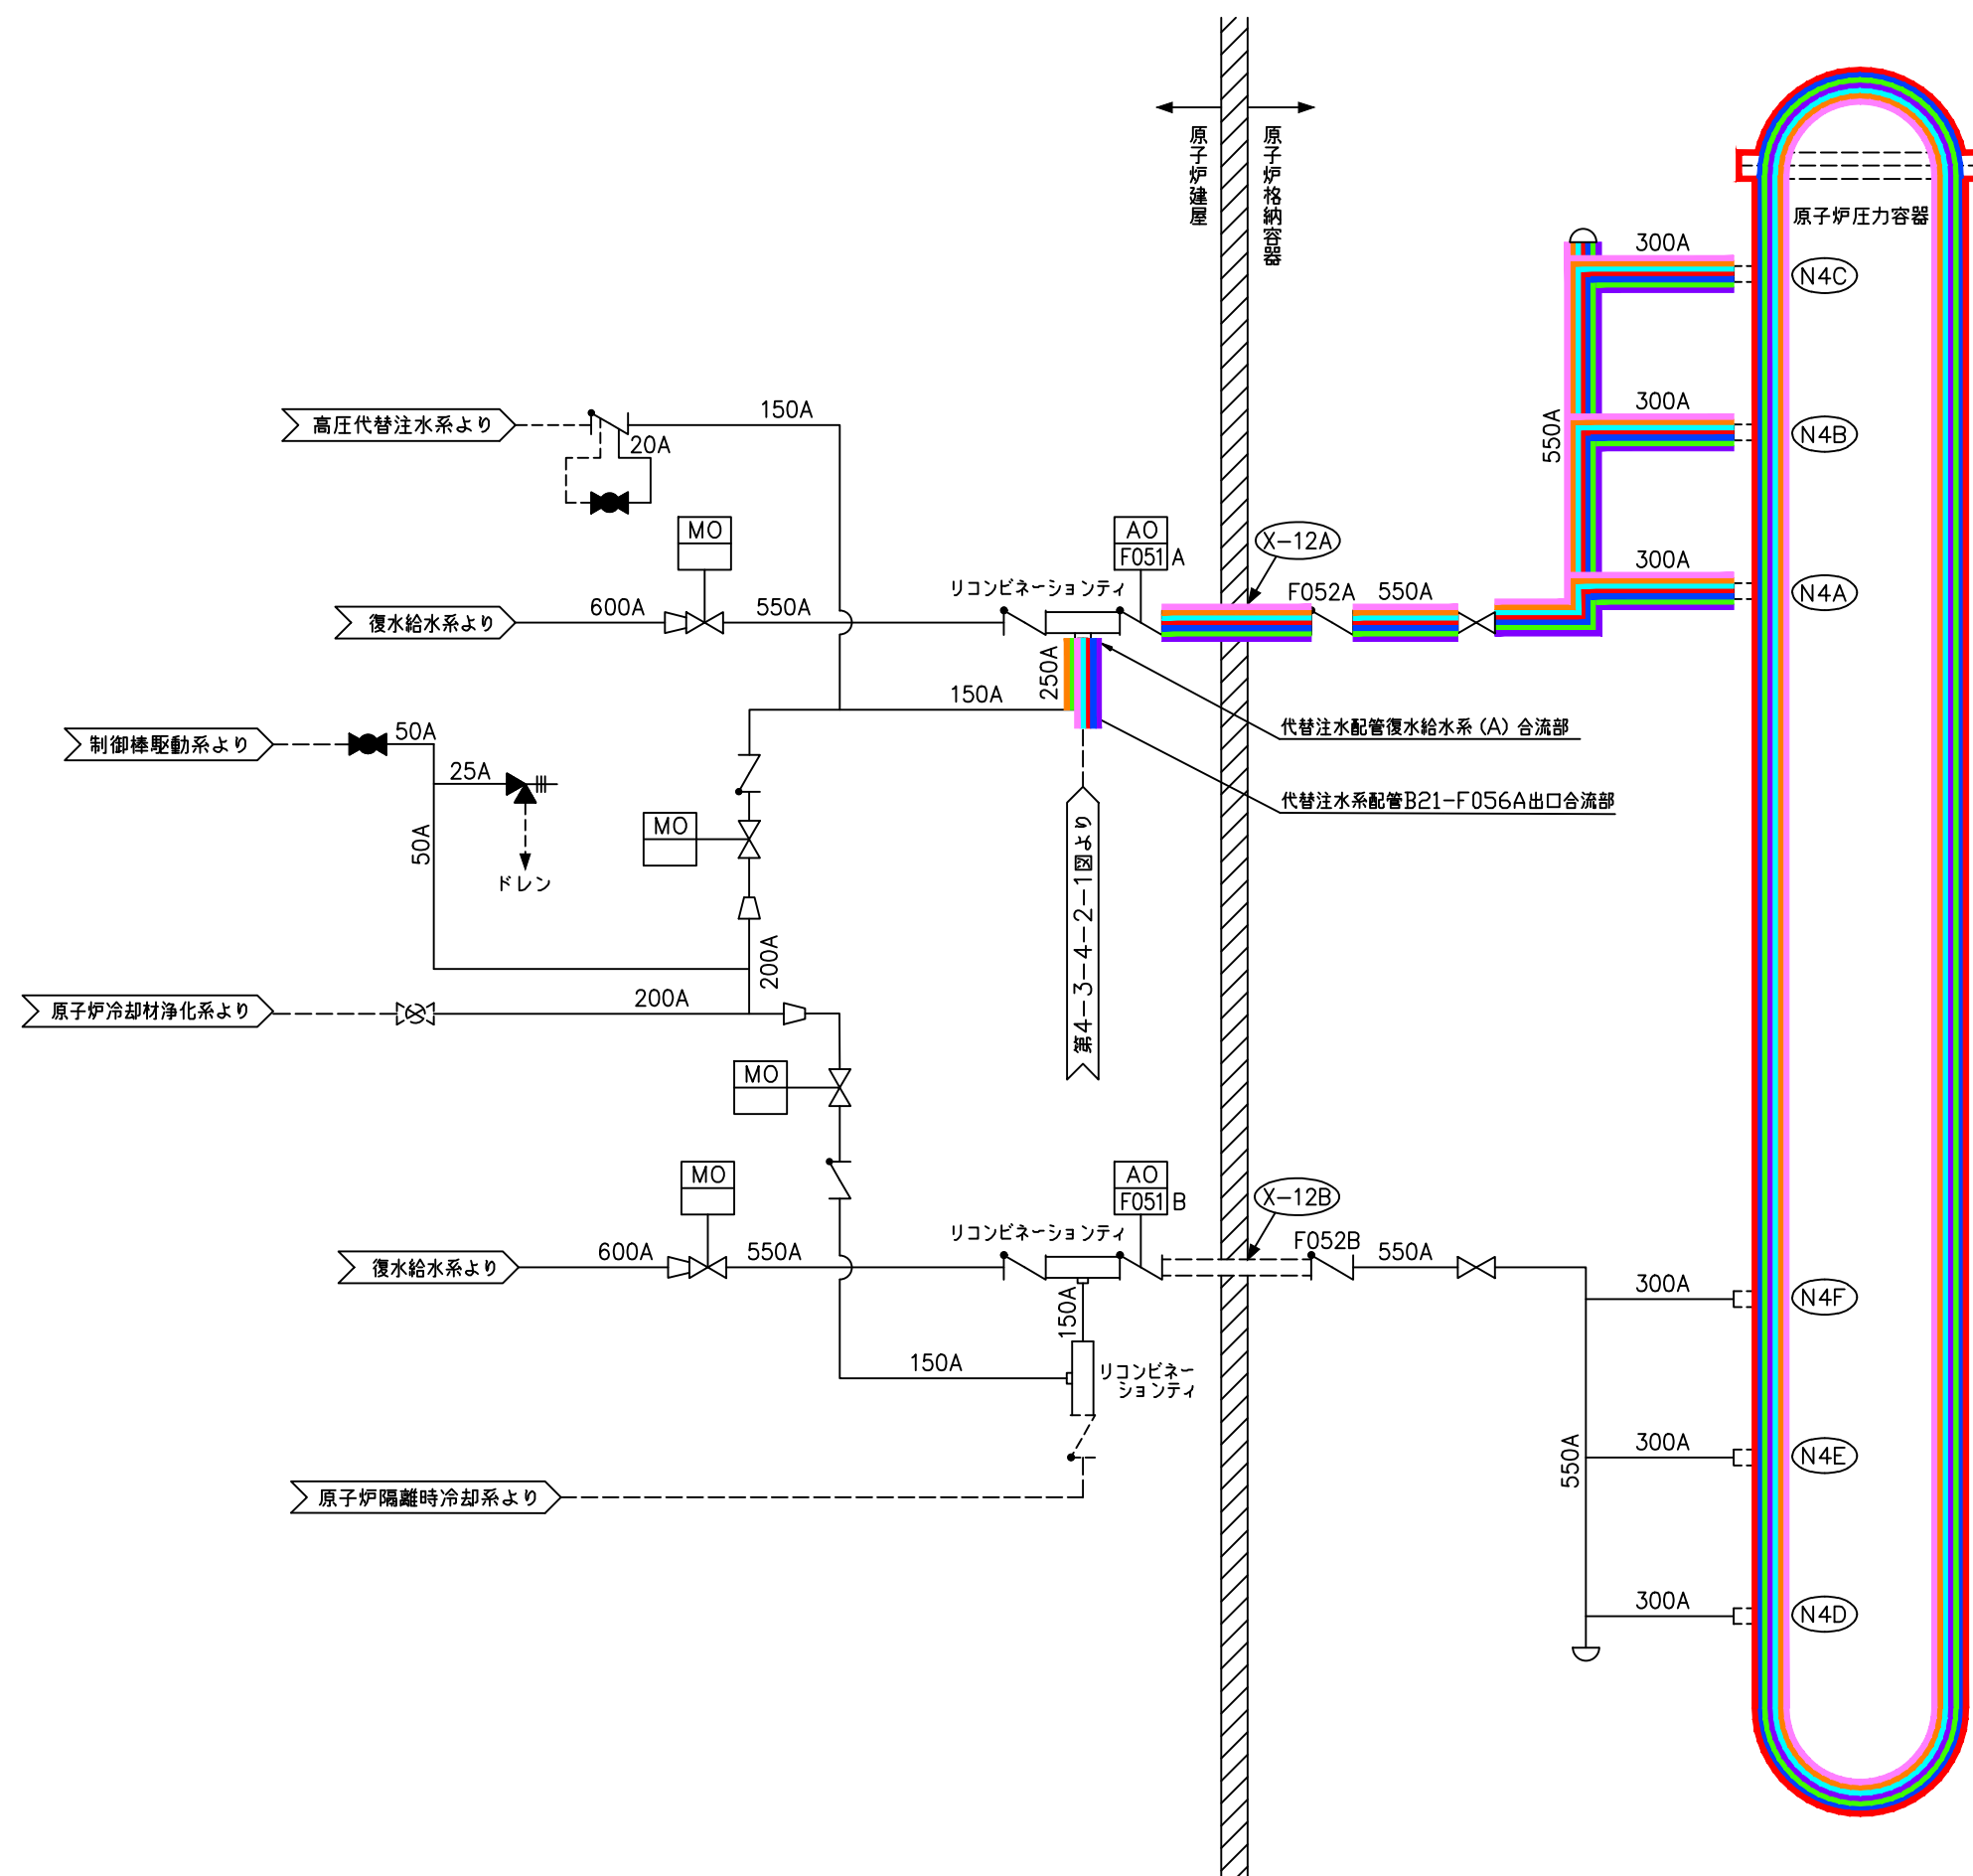 原子炉建屋
原子炉格納容器
原子炉圧力容器
300A
N4C
高圧代替注水系より
150A
20A
550A
300A
N4B
MO
AO
F051A
X-12A
リコンビネーションティ
F052A
550A
300A
N4A
復水給水系より
600A
550A
250A
150A
代替注水配管復水給水系(A)合流部
制御棒駆動系より
50A
25A
代替注水系配管B21-F056A出口合流部
MO
50A
ドレン
第4-3-4-2-1図より
200A
原子炉冷却材浄化系より
200A
MO
MO
AO
F051B
X-12B
リコンビネーションティ
F052B
復水給水系より
600A
550A
550A
150A
300A
N4F
150A
リコンビネー
ションティ
550A
300A
N4E
原子炉隔離時冷却系より
300A
N4D